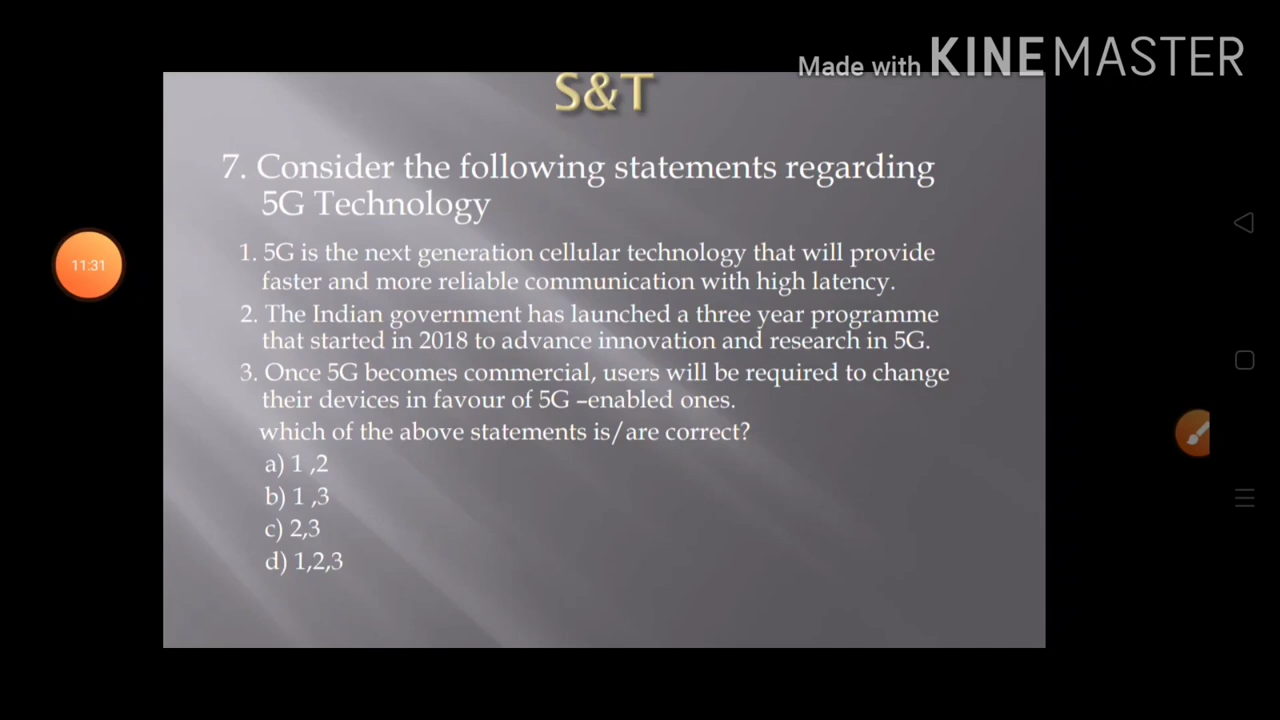 Made with KINEMASTER
S&T
7. Consider the following statements regarding
5G Technology
11:31
1. 5G is the next generation cellular technology that will provide
faster and more reliable communication with high latency.
2. The Indian government has launched a three year programme
that started in 2018 to advance innovation and research in 5G.
3. Once 5G becomes commercial, users will be required to change
their devices in favour of 5G –enabled ones.
which of the above statements is/are correct?
a) 1 ,2
b) 1 ,3
c) 2,3
d) 1,2,3